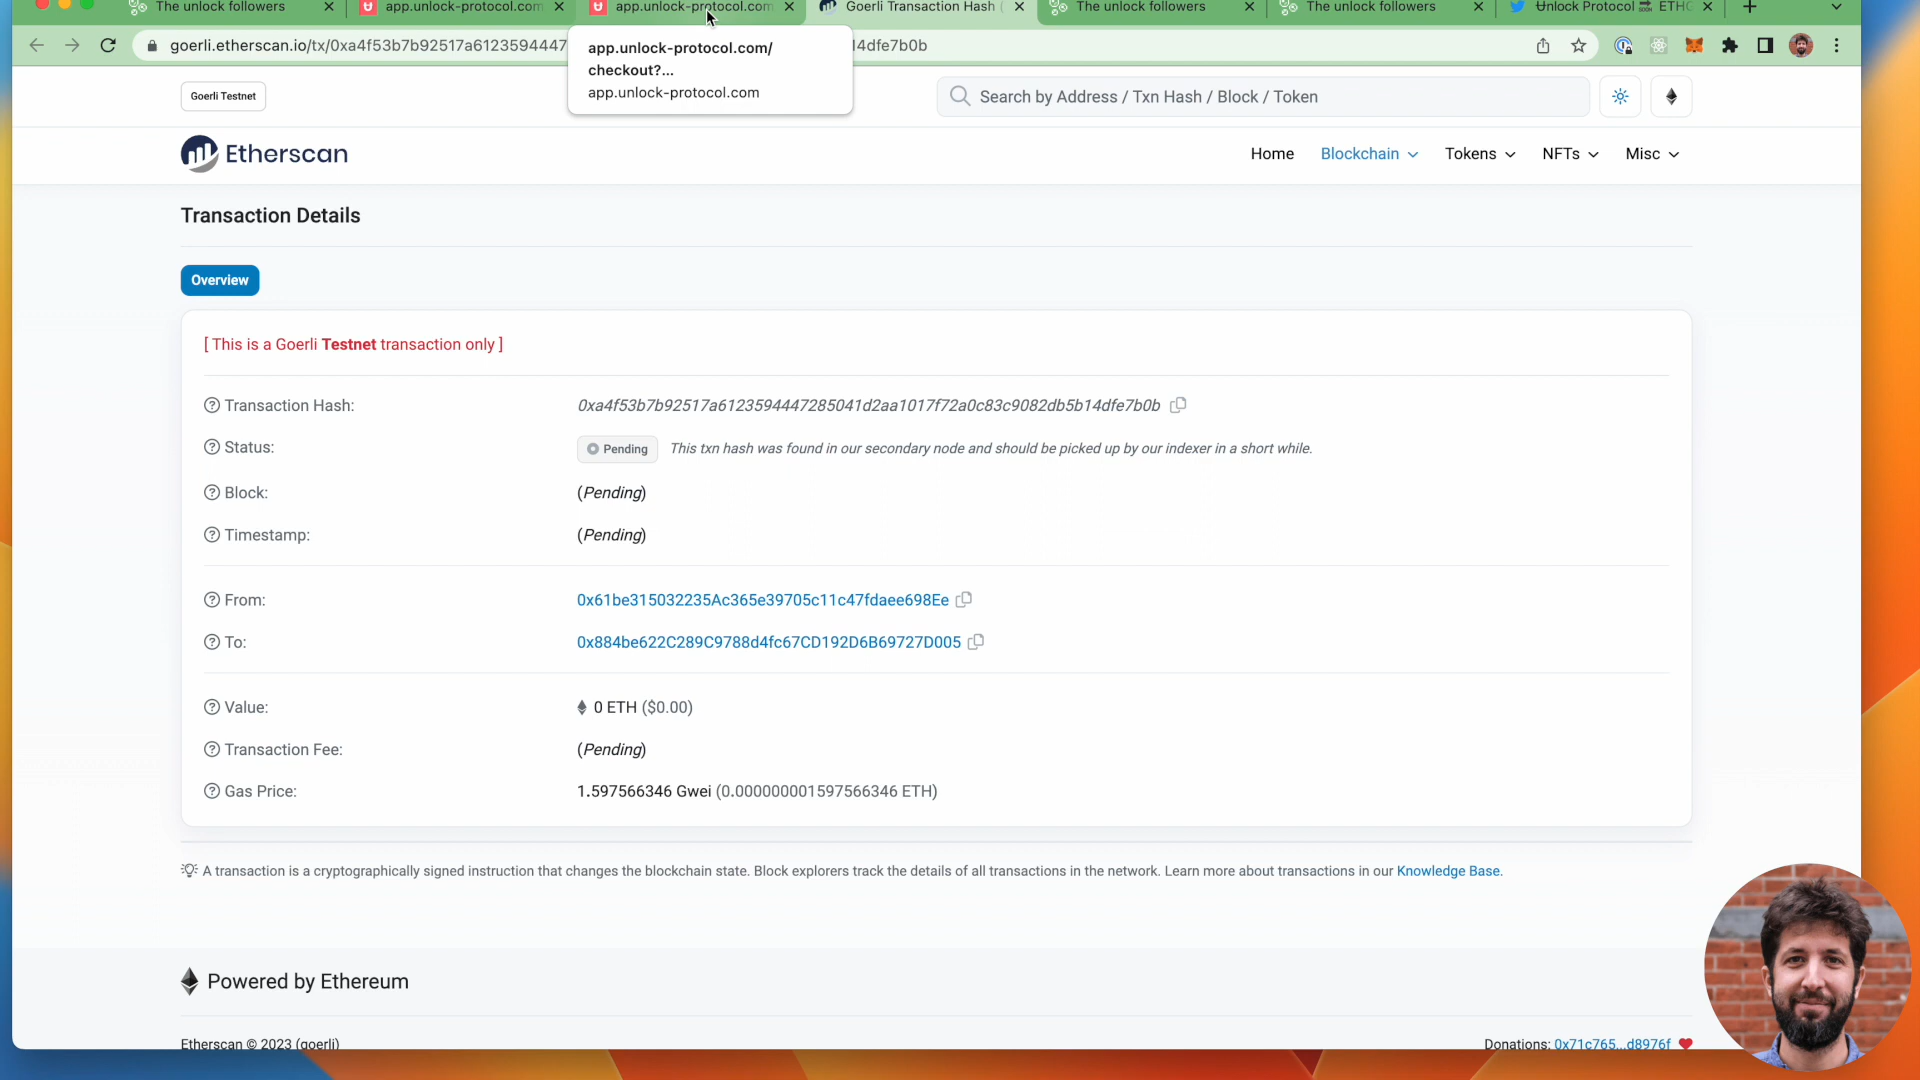 The unlock followers
app.unlock-protocol.com
app.unlock-protocol.com
Goerli Transaction Hash (
The unlock followers
The unlock followers
Unlock Protocol
ETHC
goerli.etherscan.io/tx/0xa4f53b7b92517a6123594447
4dfe7b0b
app.unlock-protocol.com/
checkout?...
app.unlock-protocol.com
Goerli Testnet
Search by Address / Txn Hash / Block / Token
Etherscan
Home
Blockchain
Tokens
NFTs
Misc
Transaction Details
Overview
[ This is a Goerli Testnet transaction only ]
Transaction Hash:
0xa4f53b7b92517a6123594447285041d2aa1017f72a0c83c9082db5b14dfe7b0b
Status:
Pending
This txn hash was found in our secondary node and should be picked up by our indexer in a short while.
Block:
(Pending)
Timestamp:
(Pending)
From:
0x61be315032235Ac365e39705c11c47fdaee698Ee
To:
0x884be622C289C9788d4fc67CD192D6B69727D005
Value:
0 ETH ($0.00)
Transaction Fee:
(Pending)
Gas Price:
1.597566346 Gwei (0.000000001597566346 ETH)
A transaction is a cryptographically signed instruction that changes the blockchain state. Block explorers track the details of all transactions in the network. Learn more about transactions in our Knowledge Base.
Powered by Ethereum
Etherscan © 2023 (goerli)
Donations: 0x71c765...d8976f